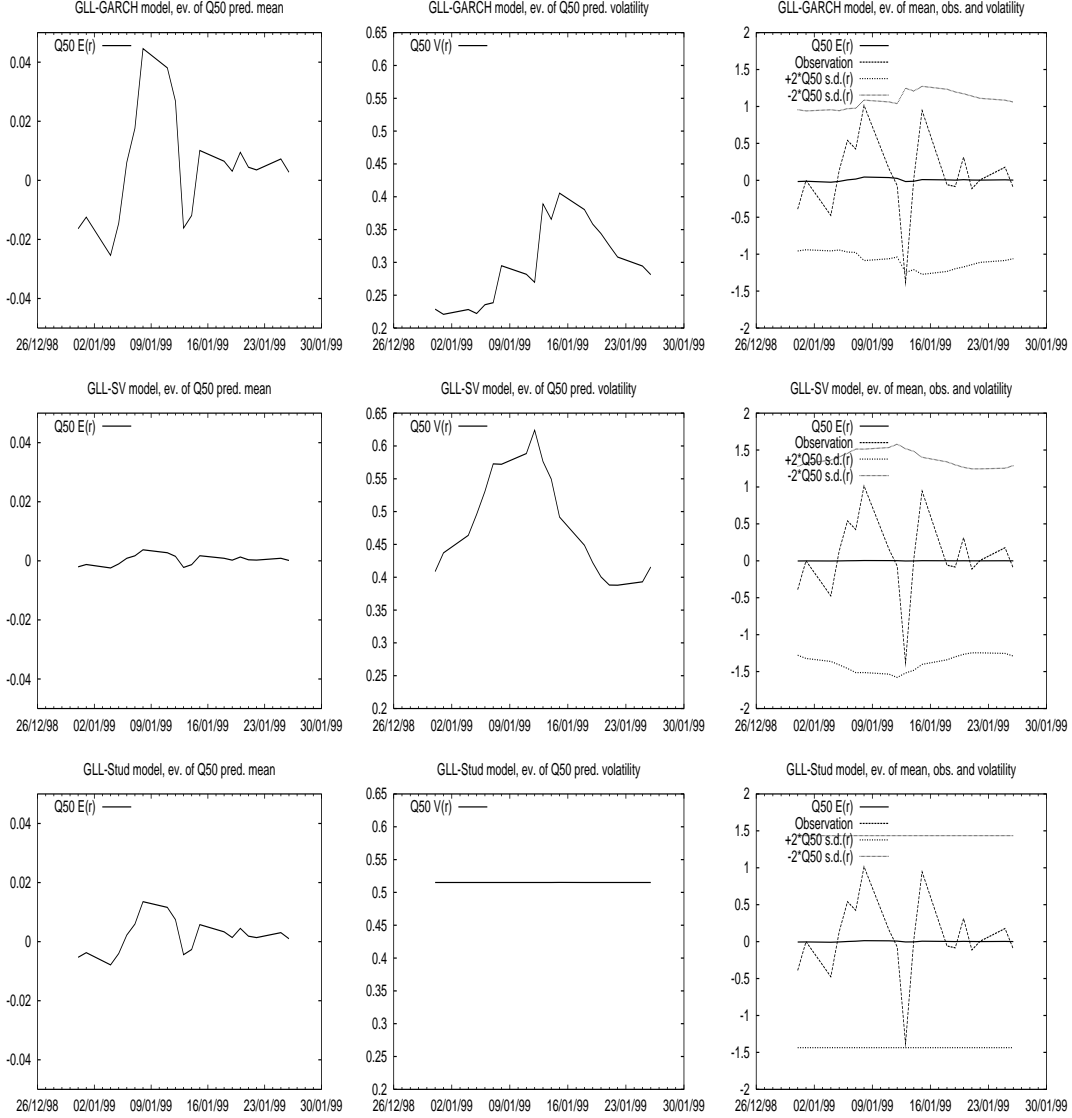 GLL-GARCH model, ev. of Q50 pred. mean
Q50 E(r)
0.04
0.02
0
-0.02
-0.04
26/12/98 02/01/99 09/01/99 16/01/99 23/01/99 30/01/99
GLL-GARCH model, ev. of Q50 pred. volatility
Q50 V(r)
0.65
0.6
0.55
0.5
0.45
0.4
0.35
0.3
0.25
0.2
26/12/98 02/01/99 09/01/99 16/01/99 23/01/99 30/01/99
GLL-GARCH model, ev. of mean, obs. and volatility
Q50 E(r)
Observation
+2*Q50 s.d.(r)
-2*Q50 s.d.(r)
2
1.5
1
0.5
0
-0.5
-1
-1.5
-2
26/12/98 02/01/99 09/01/99 16/01/99 23/01/99 30/01/99
GLL-SV model, ev. of Q50 pred. mean
Q50 E(r)
0.04
0.02
0
-0.02
-0.04
26/12/98 02/01/99 09/01/99 16/01/99 23/01/99 30/01/99
GLL-SV model, ev. of Q50 pred. volatility
Q50 V(r)
0.65
0.6
0.55
0.5
0.45
0.4
0.35
0.3
0.25
0.2
26/12/98 02/01/99 09/01/99 16/01/99 23/01/99 30/01/99
GLL-SV model, ev. of mean, obs. and volatility
Q50 E(r)
Observation
+2*Q50 s.d.(r)
-2*Q50 s.d.(r)
2
1.5
1
0.5
0
-0.5
-1
-1.5
-2
26/12/98 02/01/99 09/01/99 16/01/99 23/01/99 30/01/99
GLL-Stud model, ev. of Q50 pred. mean
Q50 E(r)
0.04
0.02
0
-0.02
-0.04
26/12/98 02/01/99 09/01/99 16/01/99 23/01/99 30/01/99
GLL-Stud model, ev. of Q50 pred. volatility
Q50 V(r)
0.65
0.6
0.55
0.5
0.45
0.4
0.35
0.3
0.25
0.2
26/12/98 02/01/99 09/01/99 16/01/99 23/01/99 30/01/99
GLL-Stud model, ev. of mean, obs. and volatility
Q50 E(r)
Observation
+2*Q50 s.d.(r)
-2*Q50 s.d.(r)
2
1.5
1
0.5
0
-0.5
-1
-1.5
-2
26/12/98 02/01/99 09/01/99 16/01/99 23/01/99 30/01/99